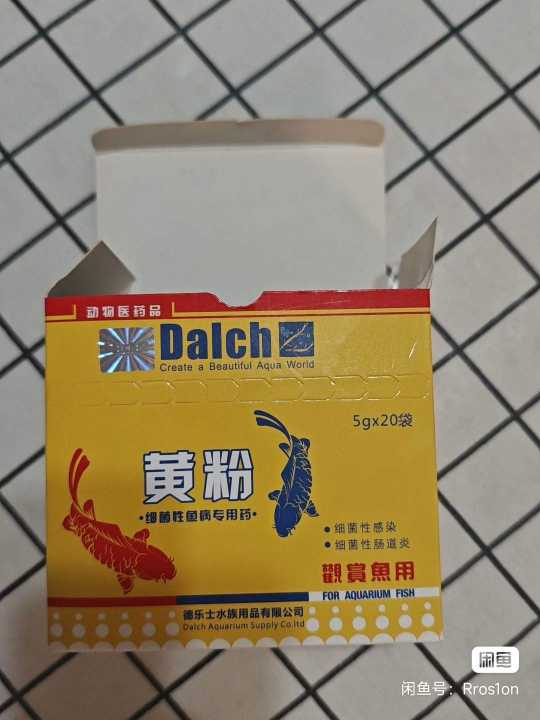 动物医药品
Dalch
Create a Beautiful Aqua World
5gx20袋
黄粉
•细菌性鱼病专用药•
•细菌性感染
•细菌性肠道炎
觀賞魚用
FOR AQUARIUM FISH
德乐士水族用品有限公司
Dalch Aquarium Supply Co.ltd
闲鱼
闲鱼号：Rros1on